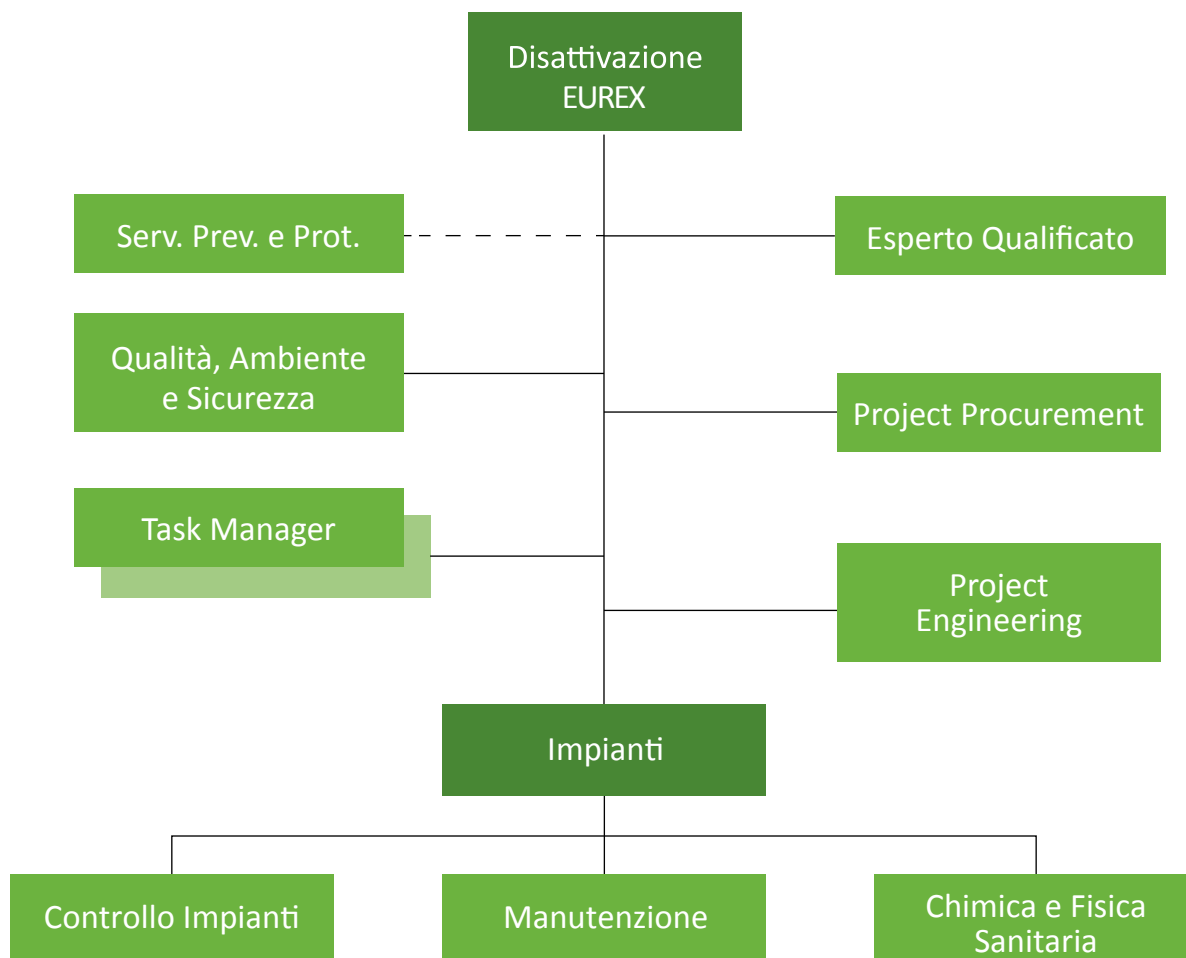 Disattivazione
EUREX
Serv. Prev. e Prot.
Esperto Qualificato
Qualità, Ambiente
e Sicurezza
Project Procurement
Task Manager
Project
Engineering
Impianti
Controllo Impianti
Manutenzione
Chimica e Fisica
Sanitaria